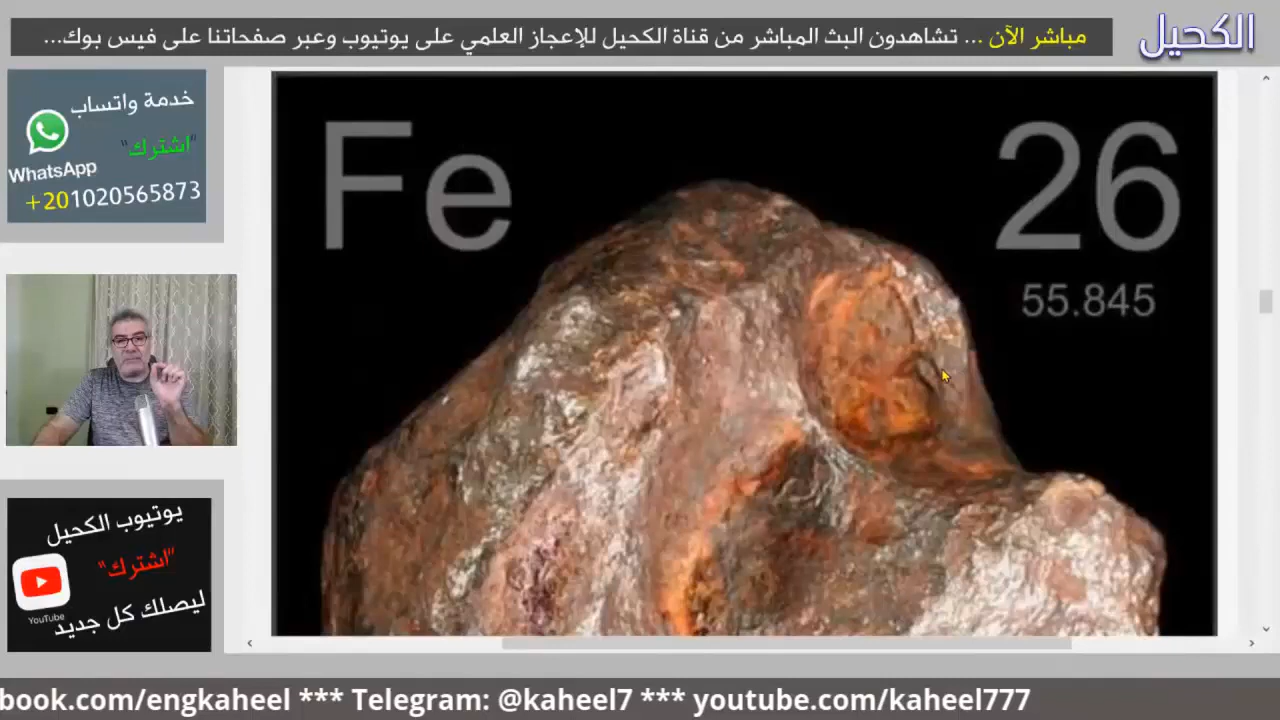 الكحيل
مباشر الآن ... تشاهدون البث المباشر من قناة الكحيل للإعجاز العلمي على يوتيوب وعبر صفحاتنا على فيس بوك...
خدمة واتساب
"اشترك"
WhatsApp
+201020565873
Fe
26
55.845
يوتيوب الكحيل
"اشترك"
YouTube
ليصلك كل جديد
book.com/engkaheel *** Telegram: @kaheel7 *** youtube.com/kaheel777